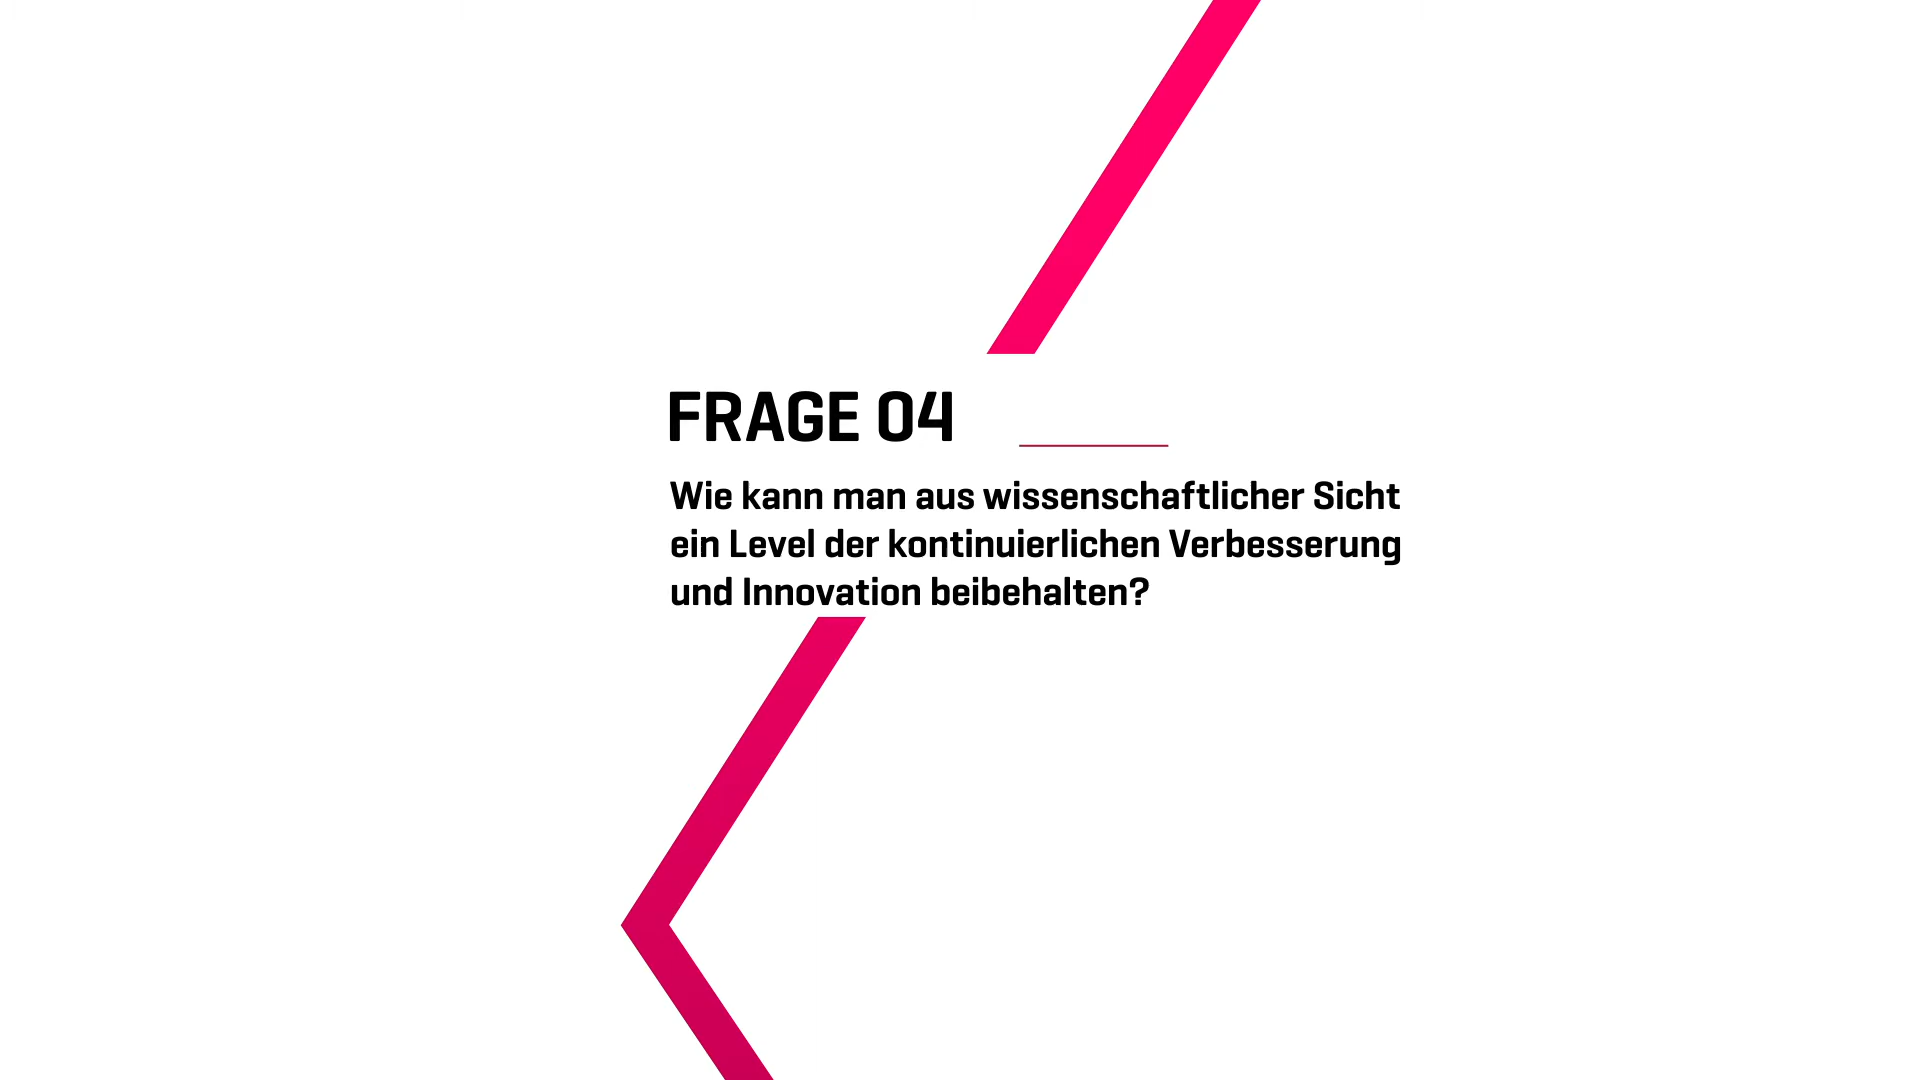 FRAGE 04
Wie kann man aus wissenschaftlicher Sicht
ein Level der kontinuierlichen Verbesserung
und Innovation beibehalten?